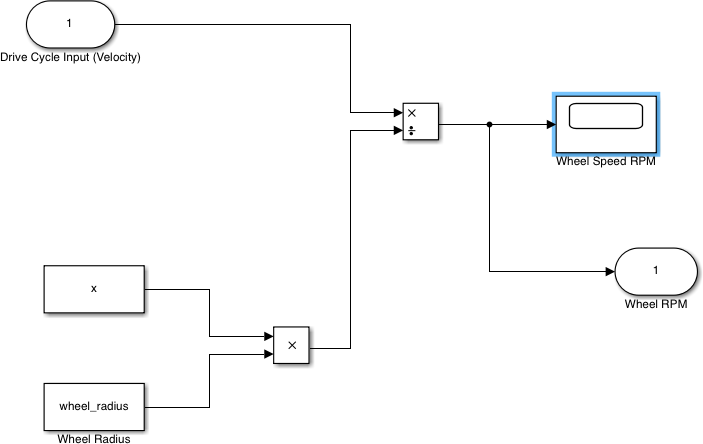 1
Drive Cycle Input (Velocity)
×
÷
Wheel Speed RPM
1
Wheel RPM
x
×
wheel_radius
Wheel Radius